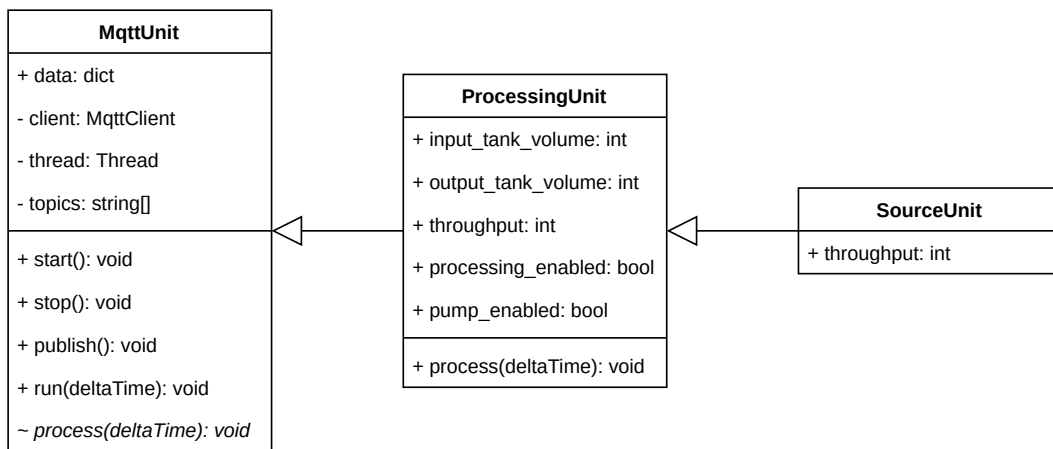 MqttUnit
+ data: dict
- client: MqttClient
- thread: Thread
- topics: string[]
+ start(): void
+ stop(): void
+ publish(): void
+ run(deltaTime): void
~ process(deltaTime): void
ProcessingUnit
+ input_tank_volume: int
+ output_tank_volume: int
+ throughput: int
+ processing_enabled: bool
+ pump_enabled: bool
+ process(deltaTime): void
SourceUnit
+ throughput: int